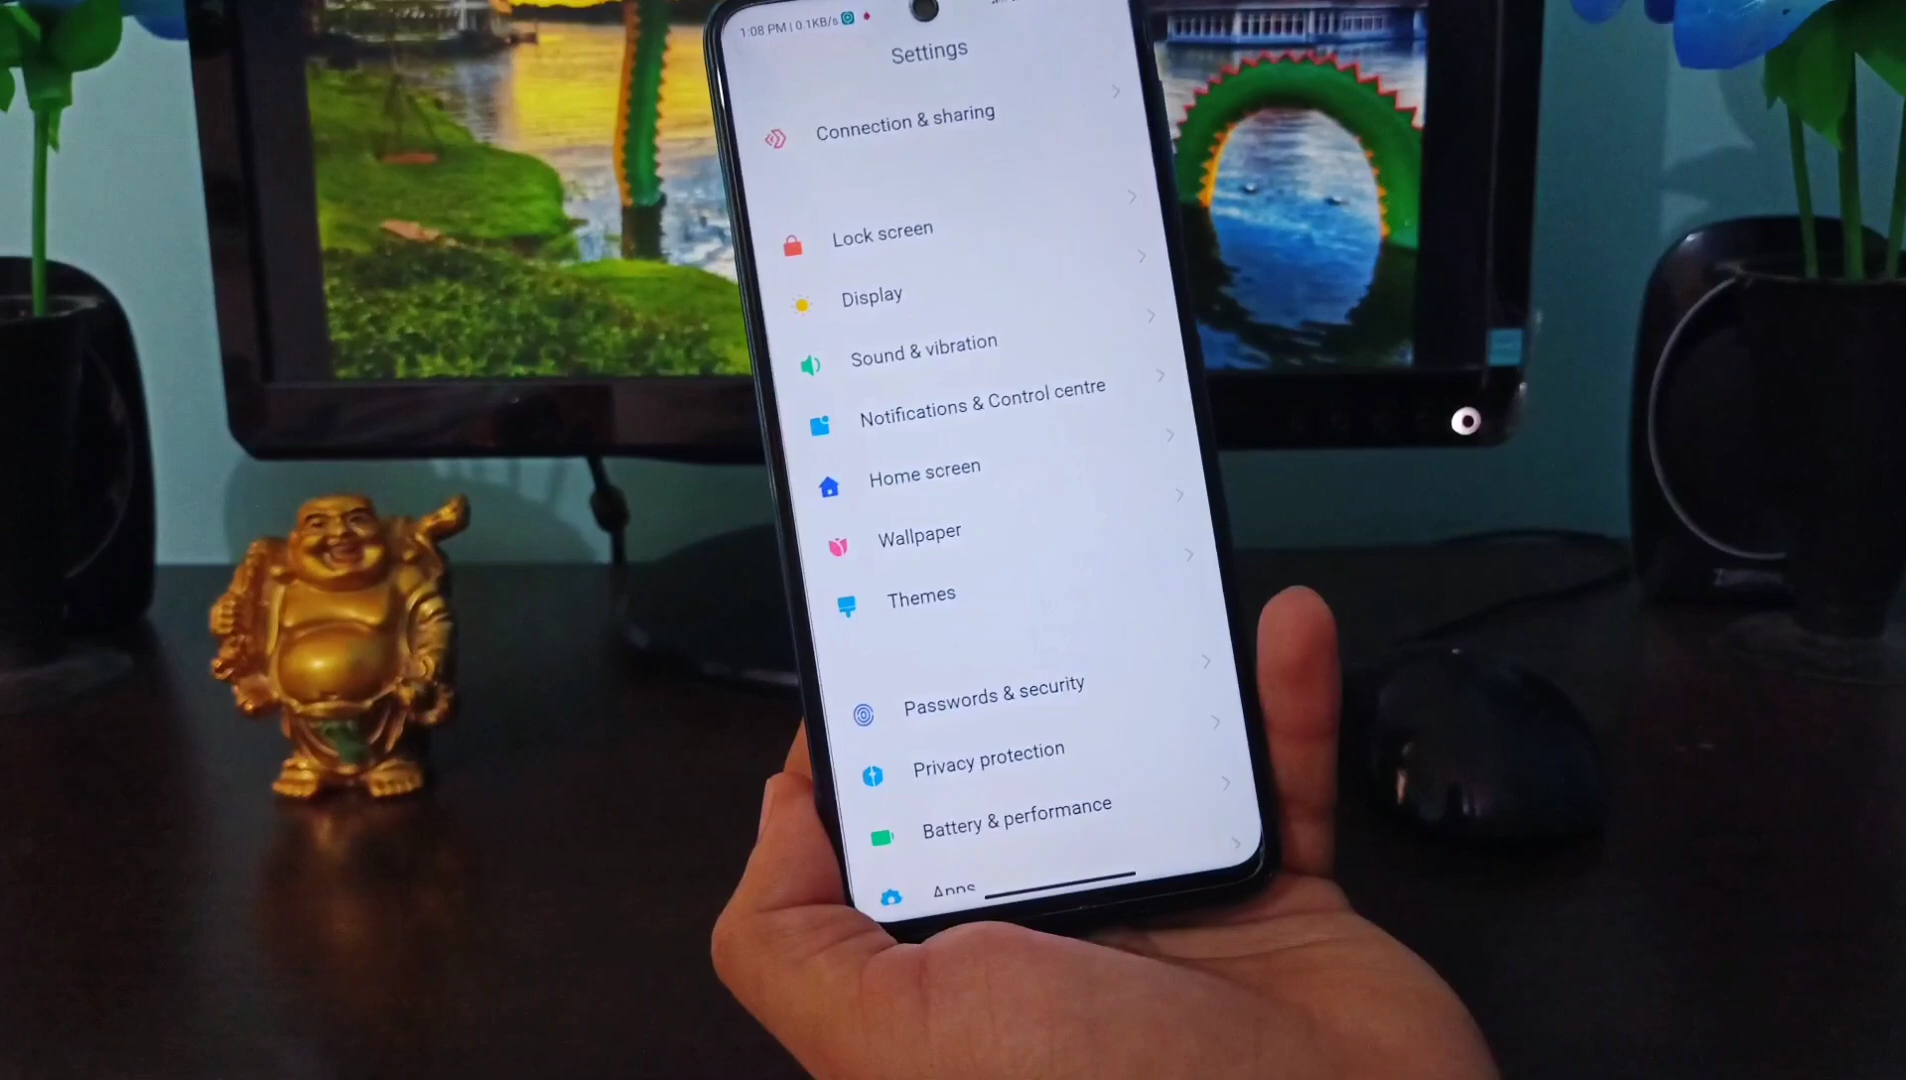 1:08 PM | 0.1KB/s
Settings
Connection & sharing
Lock screen
Display
Sound & vibration
Notifications & Control centre
Home screen
Wallpaper
Themes
Passwords & security
Privacy protection
Battery & performance
Apps